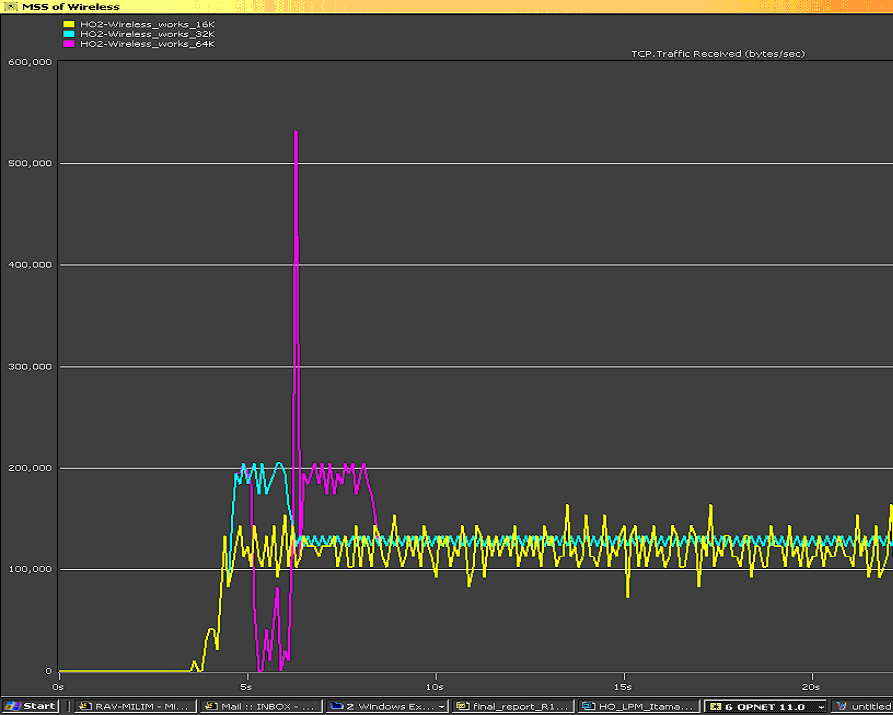 MSS of Wireless
HO2-Wireless_works_16K
HO2-Wireless_works_32K
HO2-Wireless_works_64K
TCP.Traffic Received (bytes/sec)
600,000
500,000
400,000
300,000
200,000
100,000
0
0s 5s 10s 15s 20s
Start RAV-MILIM - MI... Mail :: INBOX - ... 2 Windows Ex... final_report_R1... HO_LPM_Itama... 6 OPNET 11.0 untitled